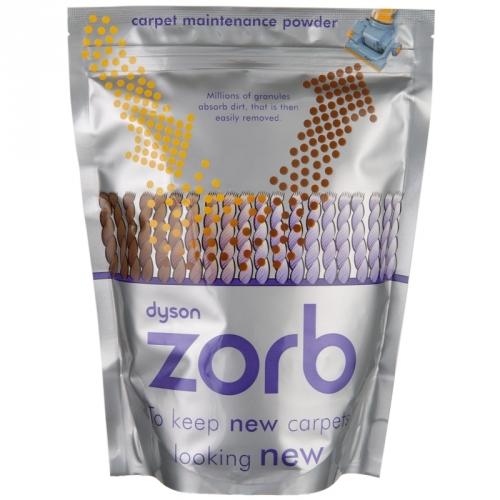 carpet maintenance powder
Millions of granules
absorb dirt, that is then
easily removed.
dyson
zorb
To keep new carpets
looking new